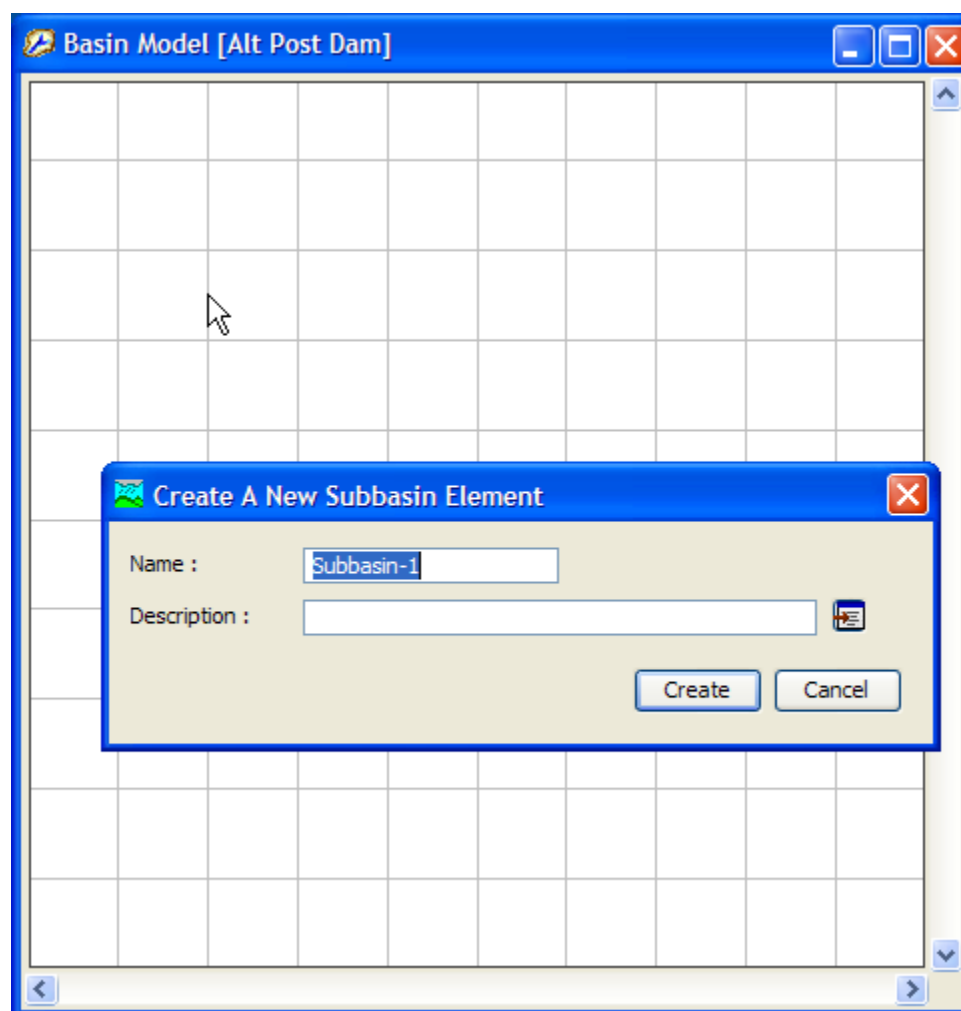 Basin Model [Alt Post Dam]
Create A New Subbasin Element
Name :
Subbasin-1
Description :
Create
Cancel